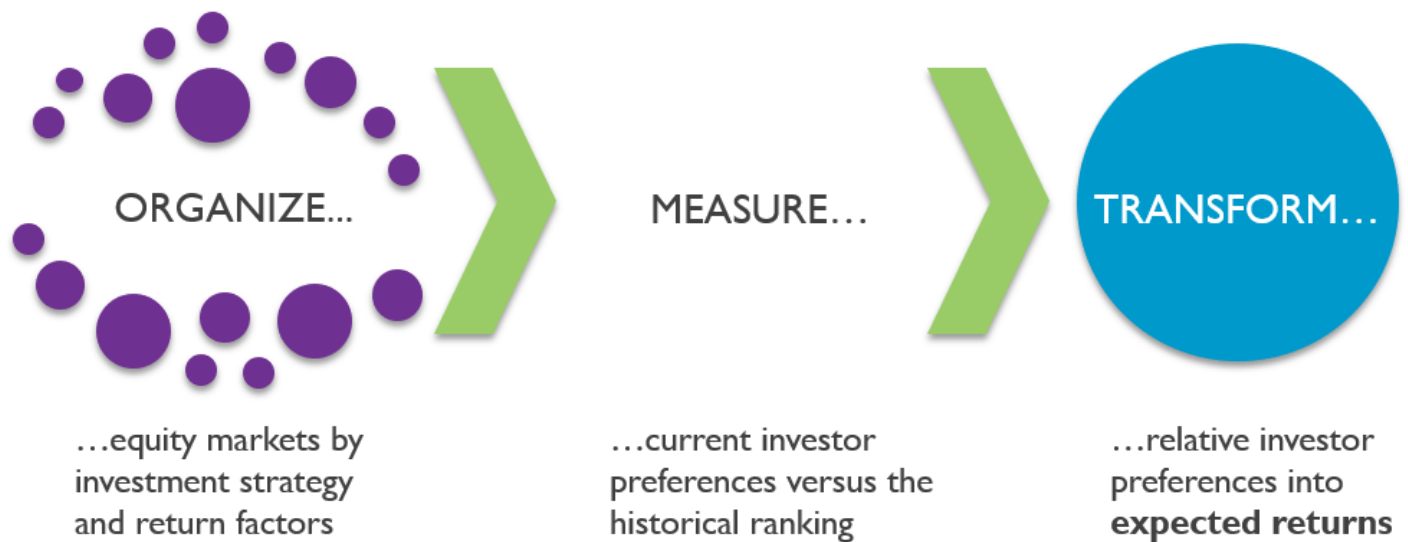 ORGANIZE...
MEASURE…
TRANSFORM…
…equity markets by
investment strategy
and return factors
…current investor
preferences versus the
historical ranking
…relative investor
preferences into
expected returns